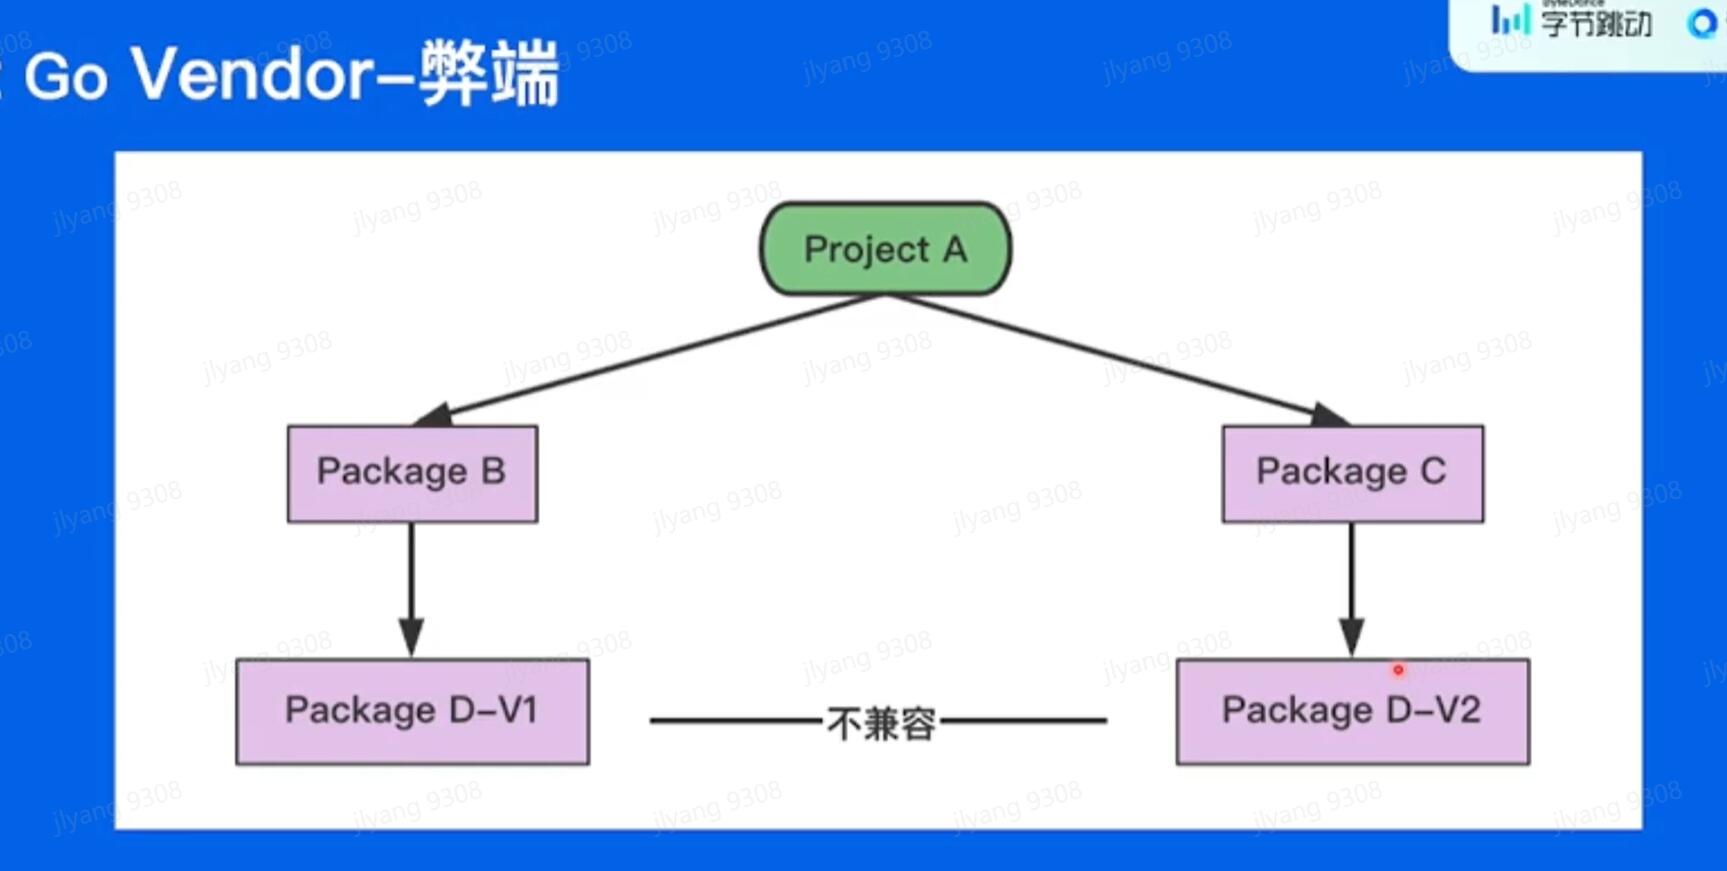 ByteDance
字节跳动
Go Vendor-弊端
Project A
Package B
Package C
Package D-V1
不兼容
Package D-V2
jlyang 9308